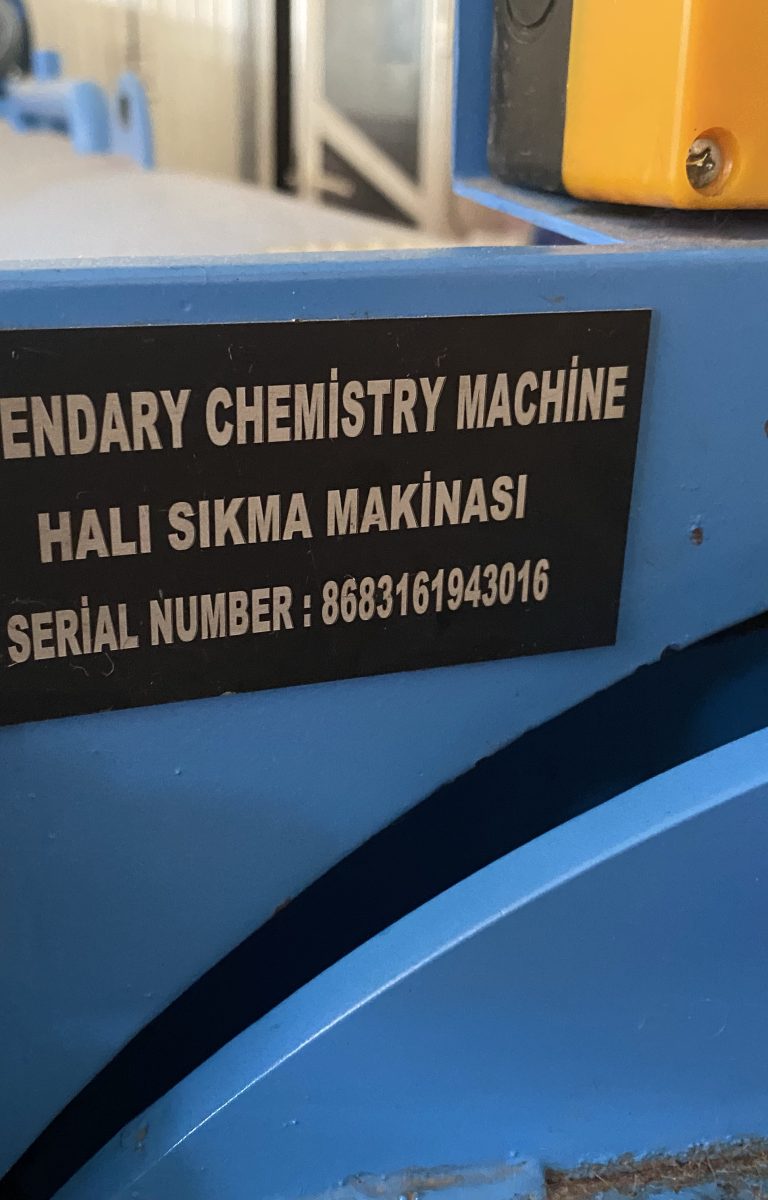 ENDARY CHEMİSTRY MACHİNE
HALI SIKMA MAKİNASI
SERİAL NUMBER : 8683161943016